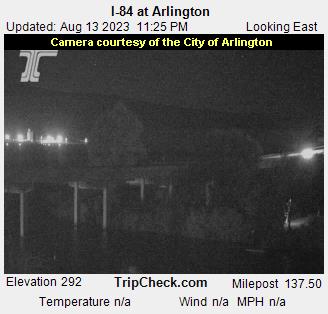 I-84 at Arlington
Updated: Aug 13 2023 11:25 PM Looking East
Camera courtesy of the City of Arlington
Elevation 292 TripCheck.com Milepost 137.50
Temperature n/a Wind n/a MPH n/a